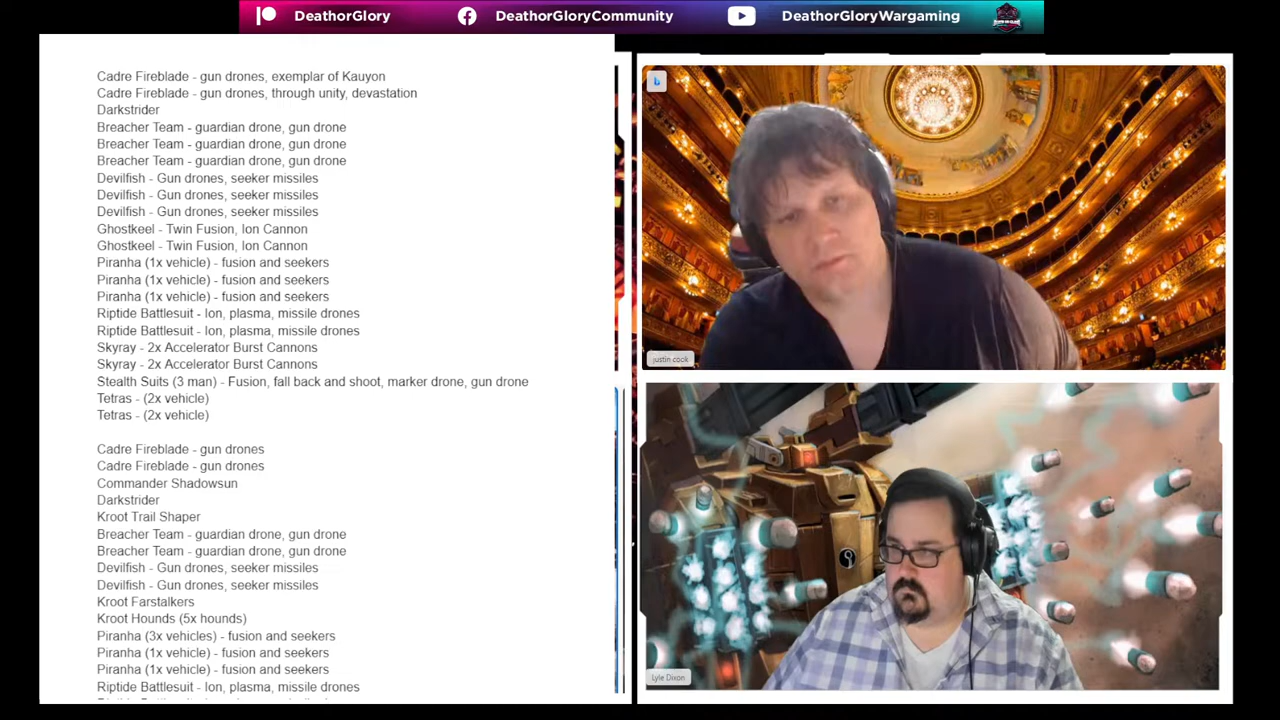 DeathorGlory
DeathorGloryCommunity
DeathorGloryWargaming
Cadre Fireblade - gun drones, exemplar of Kauyon
Cadre Fireblade - gun drones, through unity, devastation
Darkstrider
Breacher Team - guardian drone, gun drone
Breacher Team - guardian drone, gun drone
Breacher Team - guardian drone, gun drone
Devilfish - Gun drones, seeker missiles
Devilfish - Gun drones, seeker missiles
Devilfish - Gun drones, seeker missiles
Ghostkeel - Twin Fusion, Ion Cannon
Ghostkeel - Twin Fusion, Ion Cannon
Piranha (1x vehicle) - fusion and seekers
Piranha (1x vehicle) - fusion and seekers
Piranha (1x vehicle) - fusion and seekers
Riptide Battlesuit - Ion, plasma, missile drones
Riptide Battlesuit - Ion, plasma, missile drones
Skyray - 2x Accelerator Burst Cannons
Skyray - 2x Accelerator Burst Cannons
Stealth Suits (3 man) - Fusion, fall back and shoot, marker drone, gun drone
Tetras - (2x vehicle)
Tetras - (2x vehicle)
Cadre Fireblade - gun drones
Cadre Fireblade - gun drones
Commander Shadowsun
Darkstrider
Kroot Trail Shaper
Breacher Team - guardian drone, gun drone
Breacher Team - guardian drone, gun drone
Devilfish - Gun drones, seeker missiles
Devilfish - Gun drones, seeker missiles
Kroot Farstalkers
Kroot Hounds (5x hounds)
Piranha (3x vehicles) - fusion and seekers
Piranha (1x vehicle) - fusion and seekers
Piranha (1x vehicle) - fusion and seekers
Riptide Battlesuit - Ion, plasma, missile drones
b
justin cook
Lyle Dixon